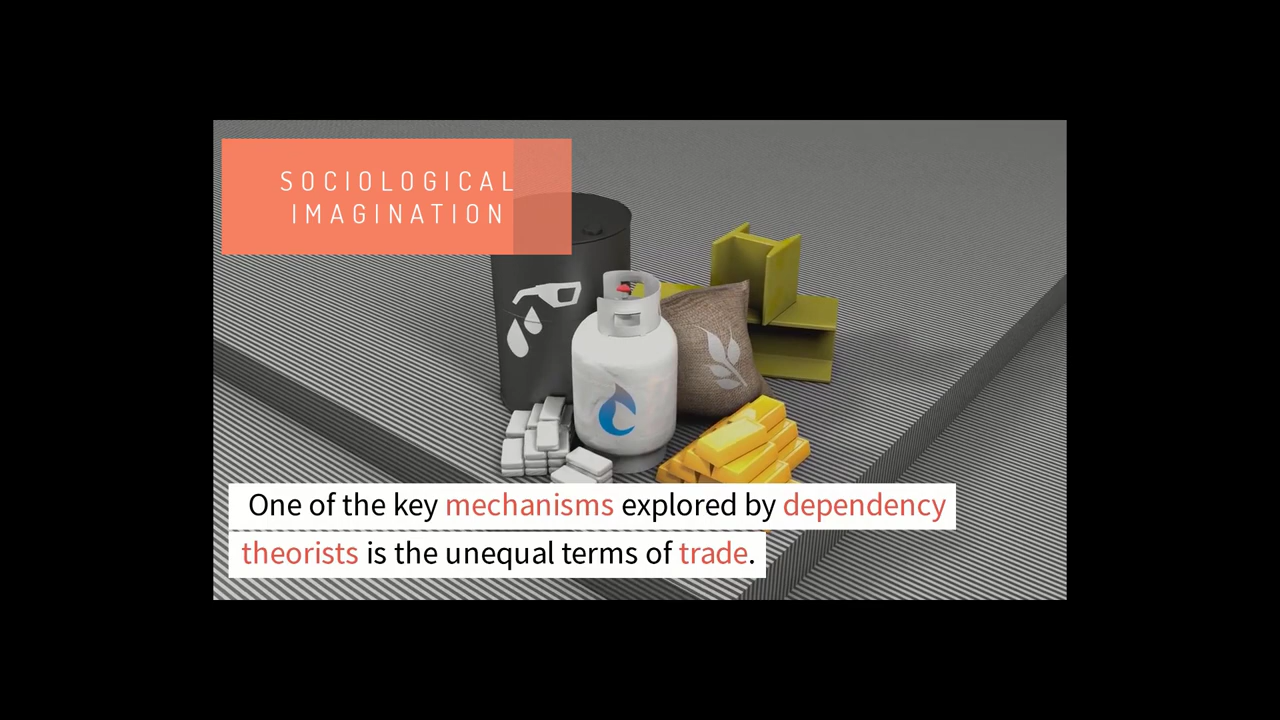 SOCIOLOGICAL
IMAGINATION
One of the key mechanisms explored by dependency
theorists is the unequal terms of trade.